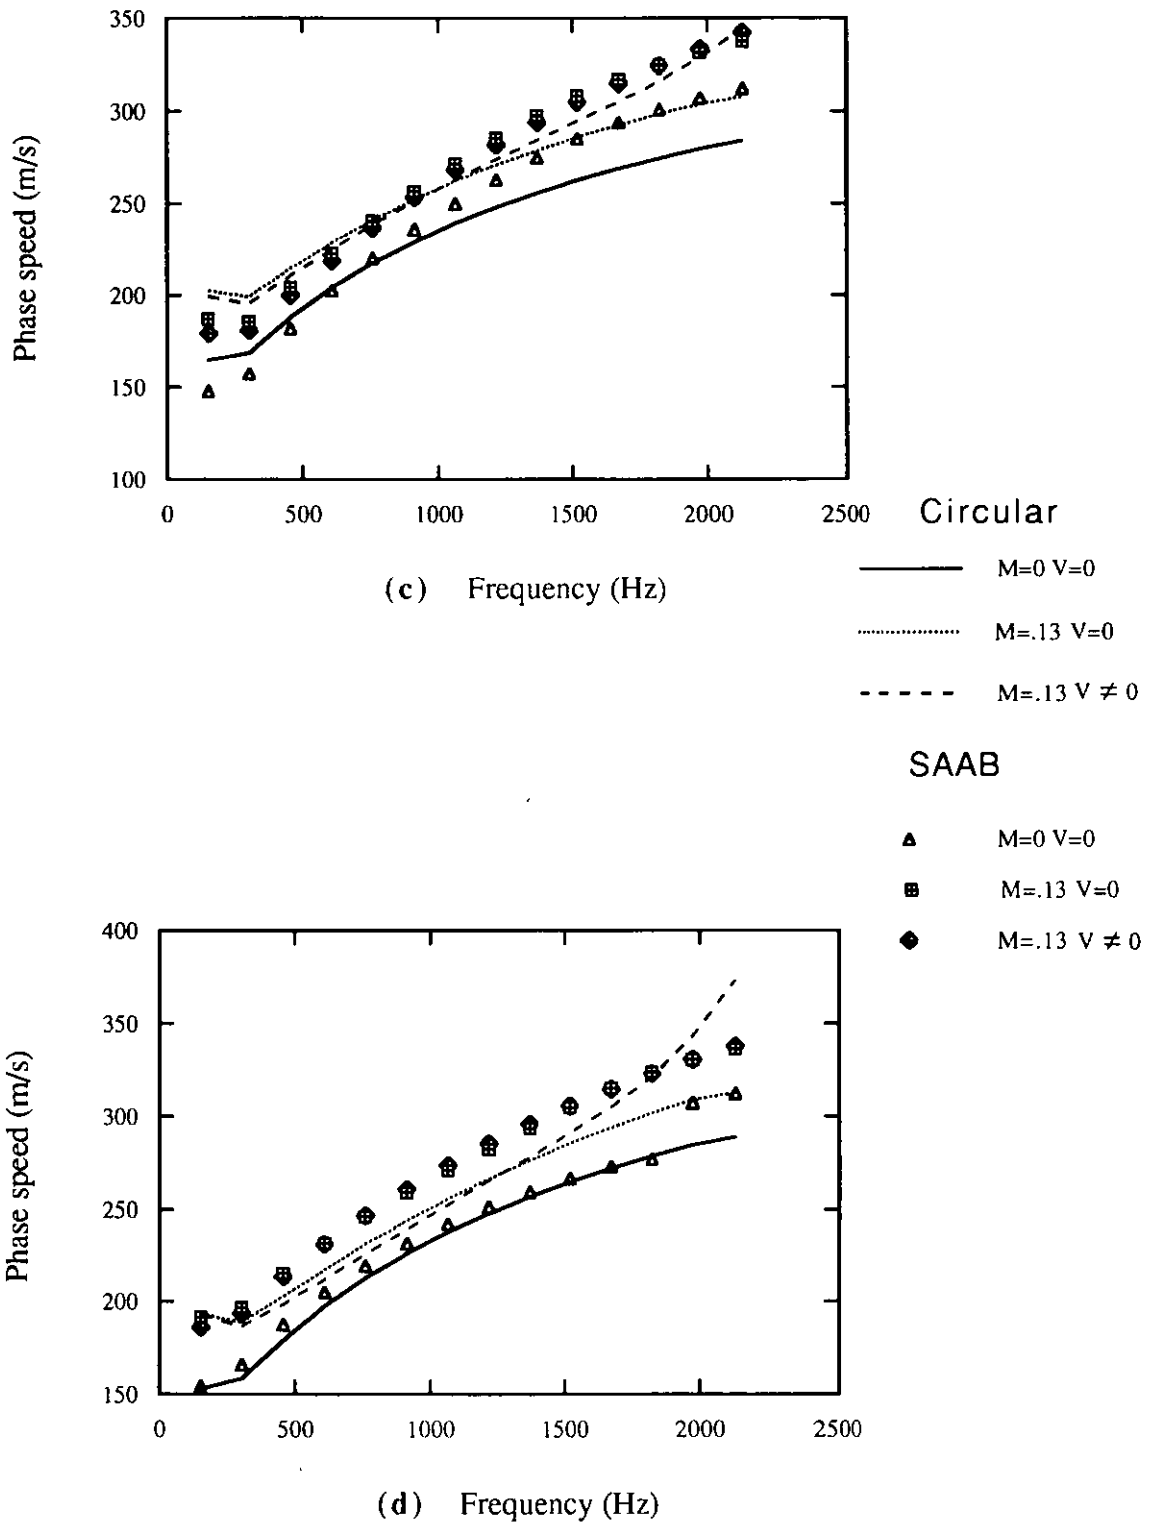 350
300
250
200
150
100
Phase speed (m/s)
0 500 1000 1500 2000 2500
(c) Frequency (Hz)
Circular
M=0 V=0
M=.13 V=0
M=.13 V ≠ 0
SAAB
M=0 V=0
M=.13 V=0
M=.13 V ≠ 0
400
350
300
250
200
150
Phase speed (m/s)
0 500 1000 1500 2000 2500
(d) Frequency (Hz)